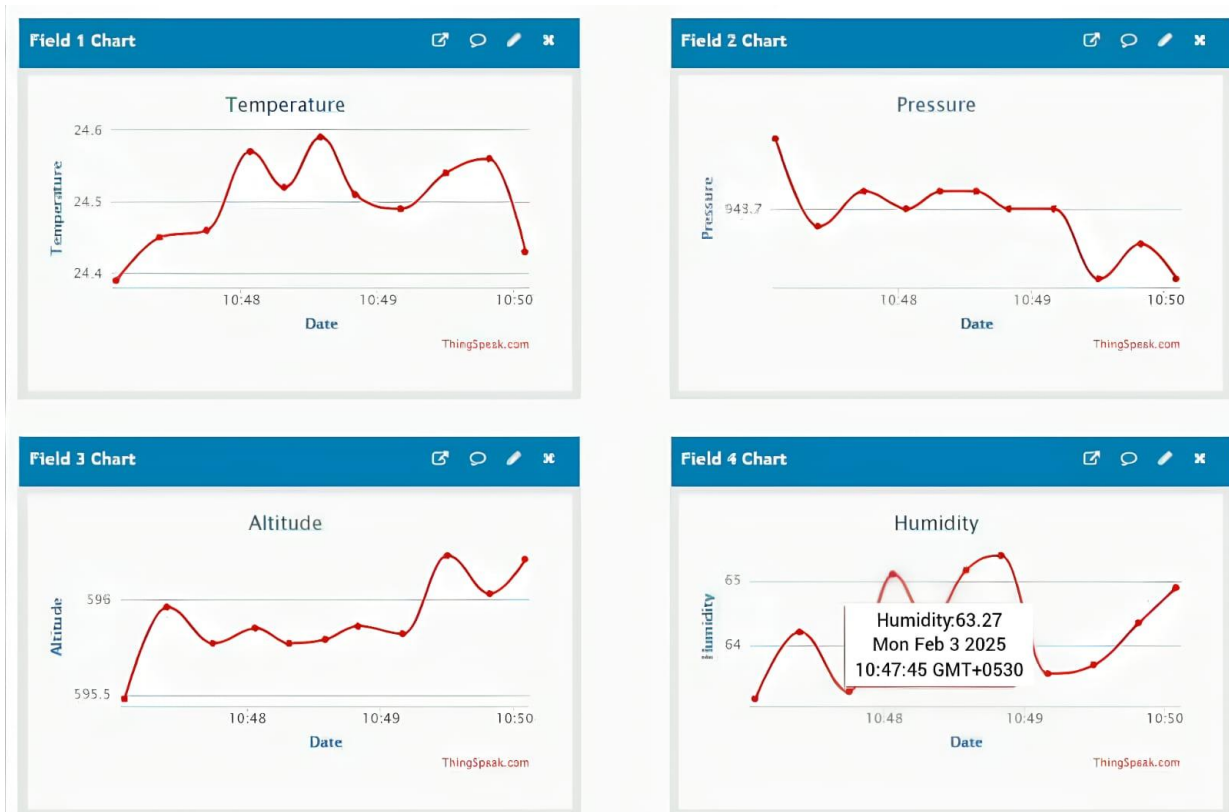 Field 1 Chart
Temperature
24.6
24.5
24.4
Temperature
10:48 10:49 10:50
Date
ThingSpeak.com
Field 2 Chart
Pressure
943.7
Pressure
10:48 10:49 10:50
Date
ThingSpeak.com
Field 3 Chart
Altitude
596
595.5
Altitude
10:48 10:49 10:50
Date
ThingSpeak.com
Field 4 Chart
Humidity
65
64
Humidity
Humidity:63.27
Mon Feb 3 2025
10:47:45 GMT+0530
10:48 10:49 10:50
Date
ThingSpeak.com